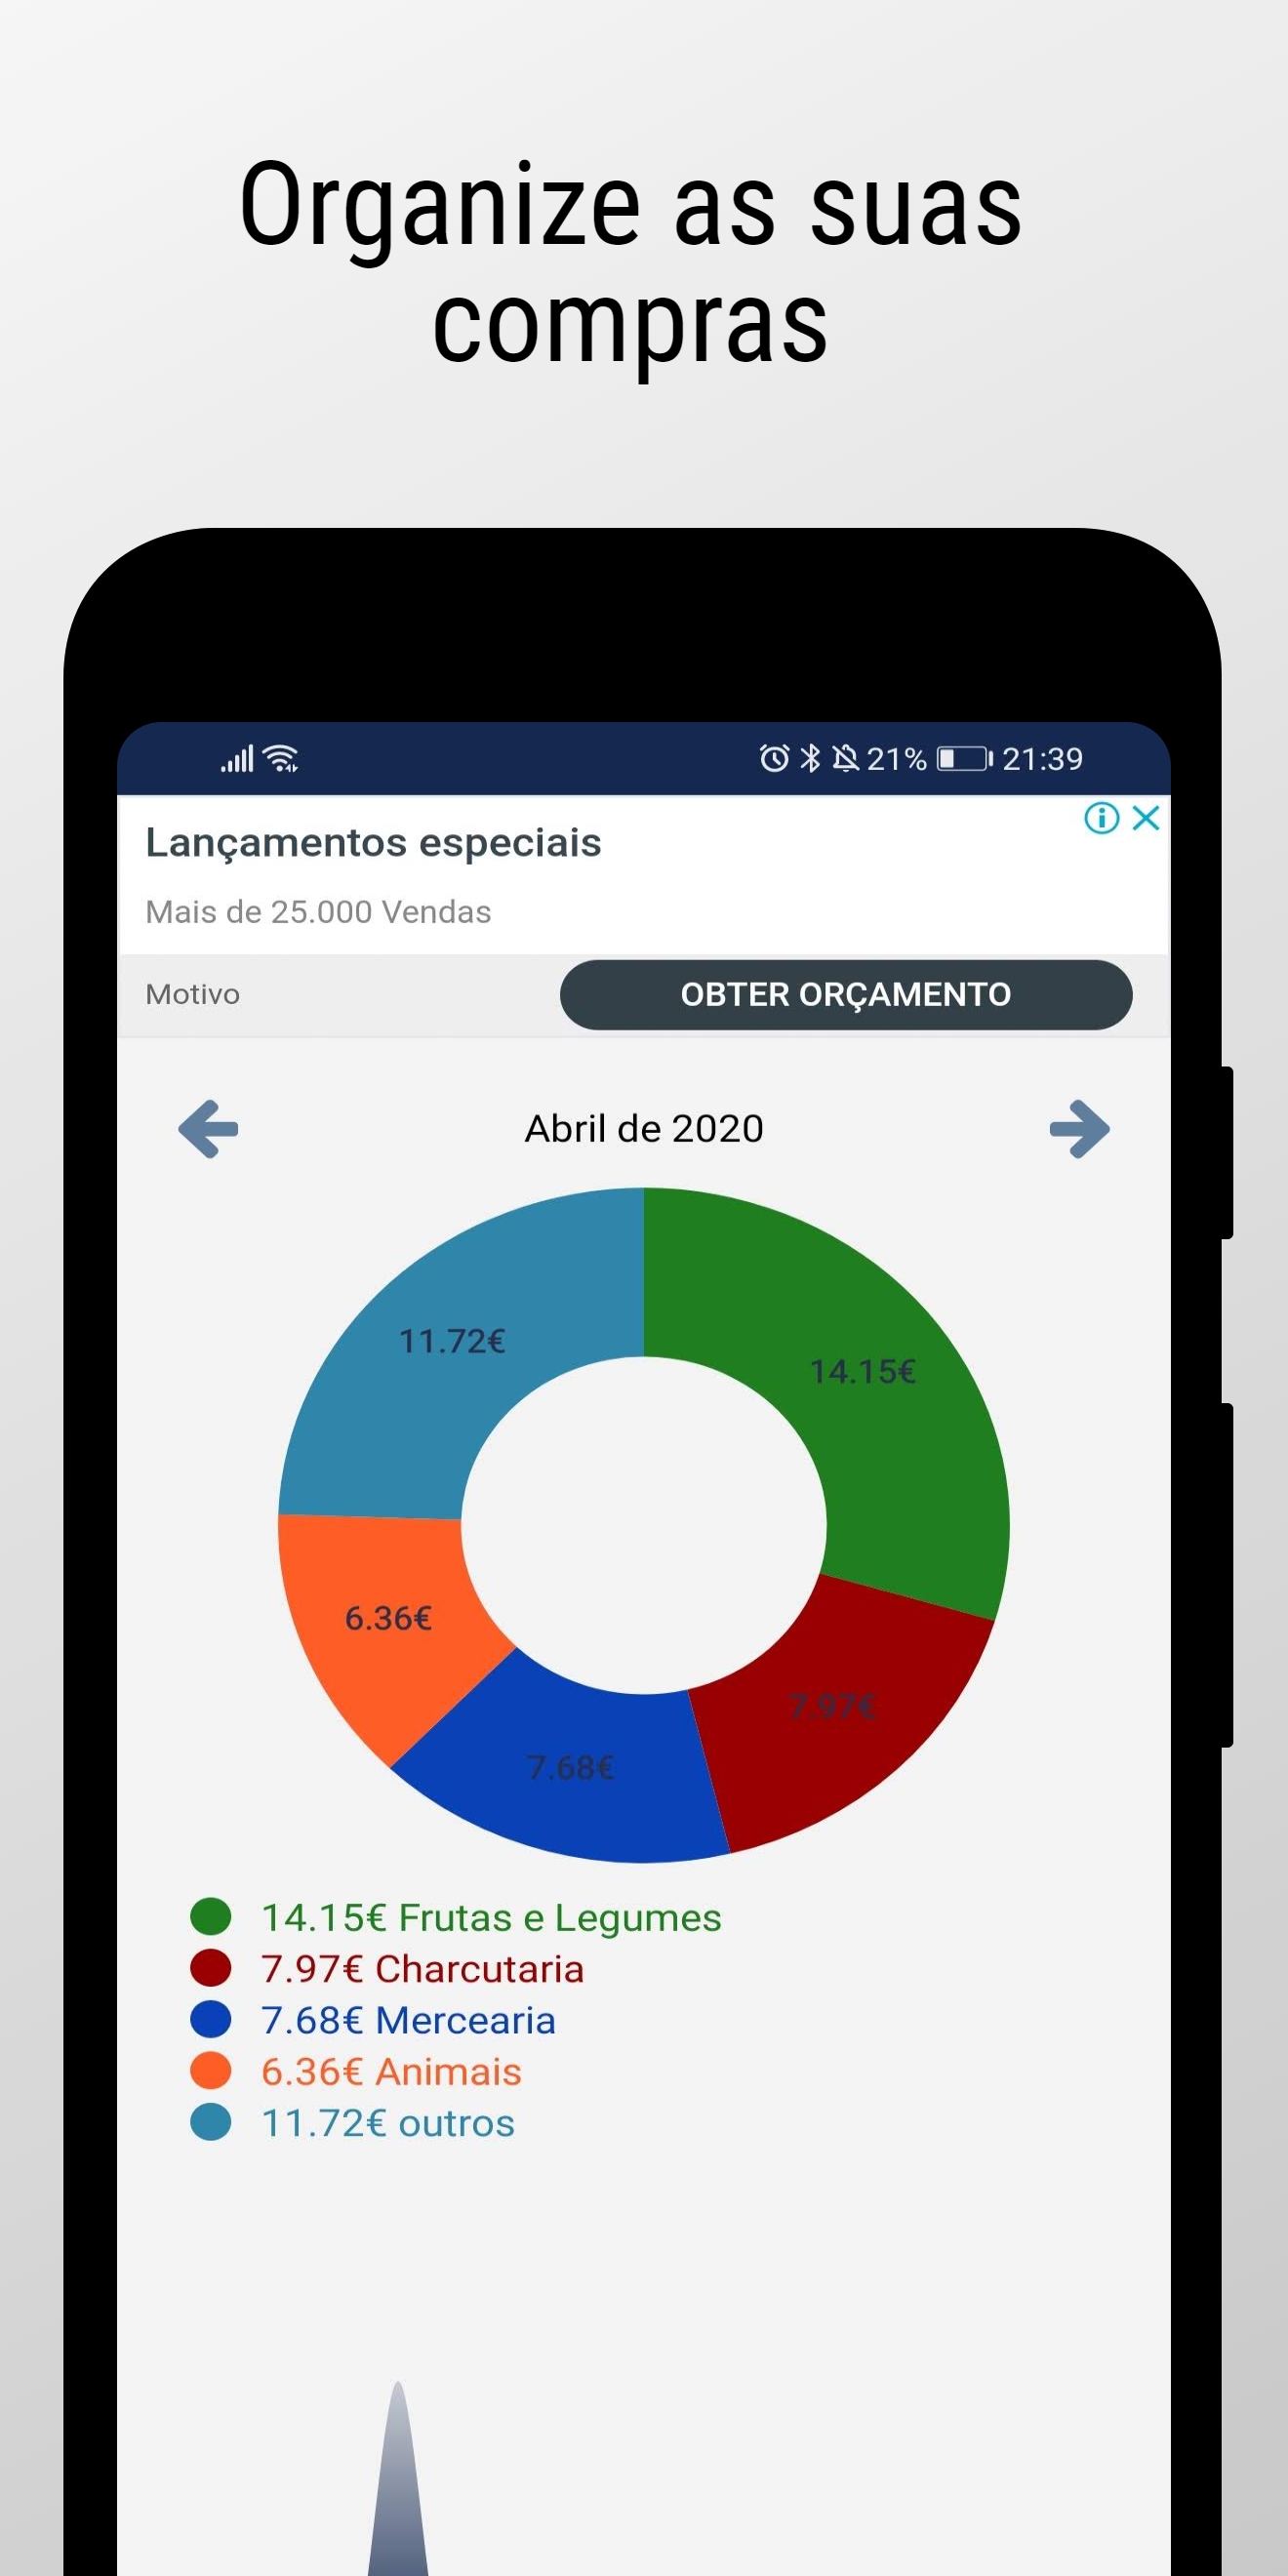 Organize as suas
compras
21% 21:39
Lançamentos especiais
Mais de 25.000 Vendas
Motivo
OBTER ORÇAMENTO
Abril de 2020
11.72€
14.15€
6.36€
7.97€
7.68€
14.15€ Frutas e Legumes
7.97€ Charcutaria
7.68€ Mercearia
6.36€ Animais
11.72€ outros